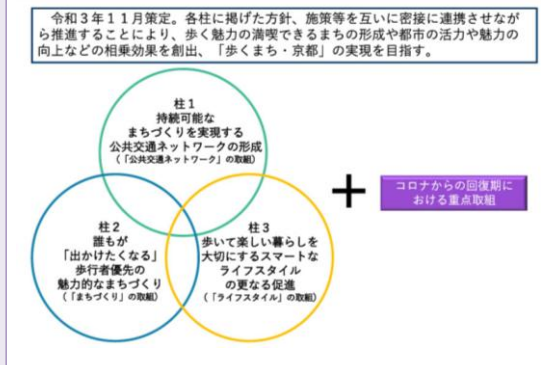 令和３年１１月策定。各柱に掲げた方針、施策等を互いに密接に連携させなが
ら推進することにより、歩く魅力の満喫できるまちの形成や都市の活力や魅力の
向上などの相乗効果を創出、「歩くまち・京都」の実現を目指す。
柱１
持続可能な
まちづくりを実現する
公共交通ネットワークの形成
（「公共交通ネットワーク」の取組）
柱２
誰もが
「出かけたくなる」
歩行者優先の
魅力的なまちづくり
（「まちづくり」の取組）
柱３
歩いて楽しい暮らしを
大切にするスマートな
ライフスタイル
の更なる促進
（「ライフスタイル」の取組）
＋
コロナからの回復期に
おける重点取組